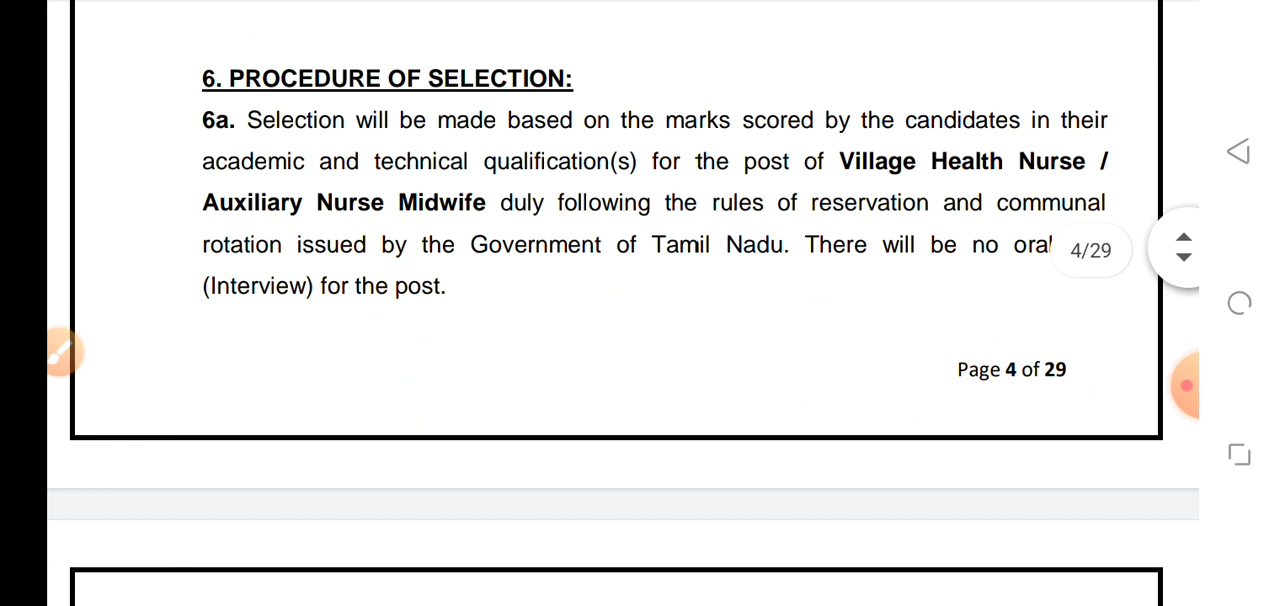 6. PROCEDURE OF SELECTION:
6a. Selection will be made based on the marks scored by the candidates in their
academic and technical qualification(s) for the post of Village Health Nurse /
Auxiliary Nurse Midwife duly following the rules of reservation and communal
rotation issued by the Government of Tamil Nadu. There will be no oral
4/29
(Interview) for the post.
Page 4 of 29